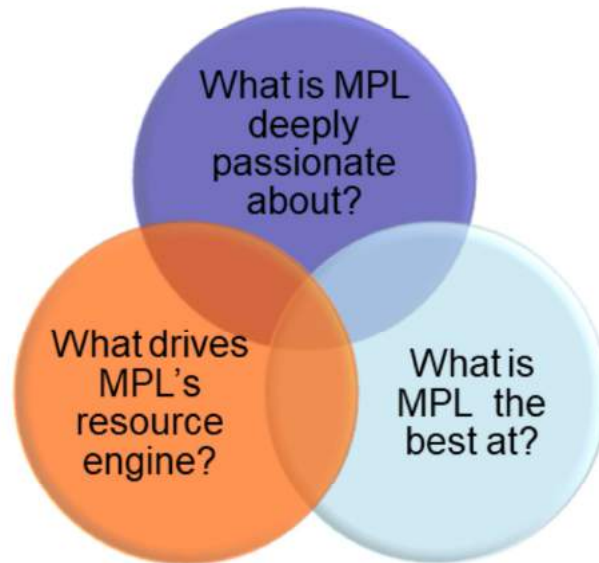 What is MPL
deeply
passionate
about?
What drives
MPL's
resource
engine?
What is
MPL the
best at?